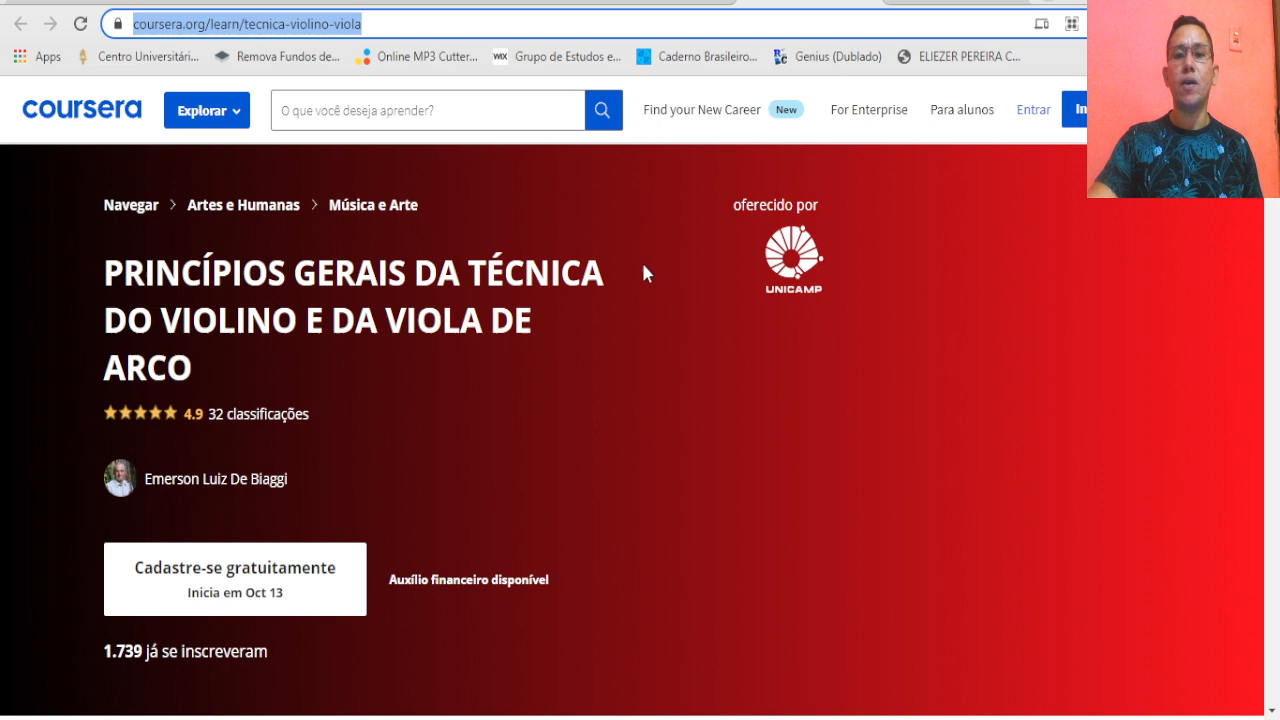 coursera.org/learn/tecnica-violino-viola
Apps Centro Universitári... Remova Fundos de... Online MP3 Cutter... WIX Grupo de Estudos e... Caderno Brasileiro... Genius (Dublado) ELIEZER PEREIRA C...
coursera Explorar O que você deseja aprender? Find your New Career New For Enterprise Para alunos Entrar In
Navegar > Artes e Humanas > Música e Arte
oferecido por
UNICAMP
PRINCÍPIOS GERAIS DA TÉCNICA
DO VIOLINO E DA VIOLA DE
ARCO
4.9 32 classificações
Emerson Luiz De Biaggi
Cadastre-se gratuitamente
Inicia em Oct 13
Auxílio financeiro disponível
1.739 já se inscreveram